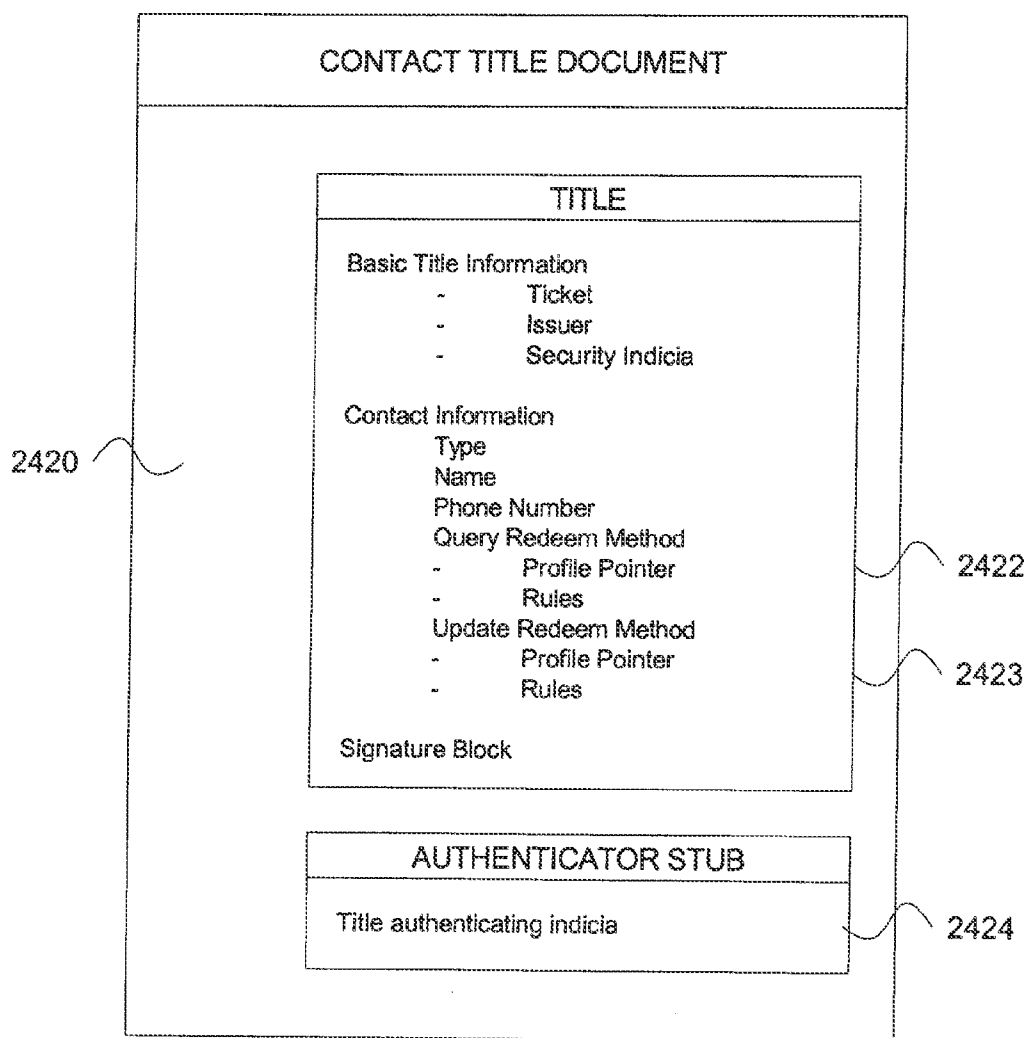 CONTACT TITLE DOCUMENT
TITLE
Basic Title Information
- Ticket
- Issuer
- Security Indicia
Contact Information
Type
Name
Phone Number
Query Redeem Method
- Profile Pointer
- Rules
Update Redeem Method
- Profile Pointer
- Rules
Signature Block
AUTHENTICATOR STUB
Title authenticating indicia
2420
2422
2423
2424